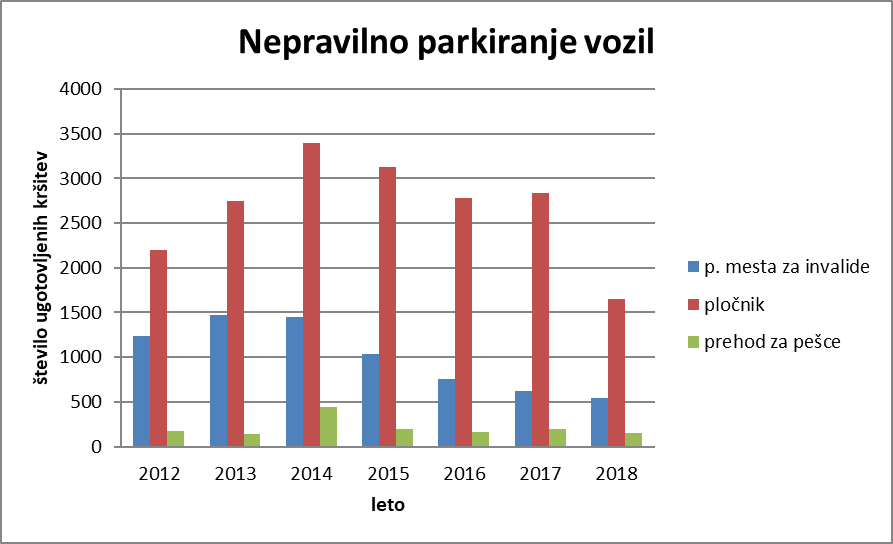 Nepravilno parkiranje vozil
število ugotovljenih kršitev
4000
3500
3000
2500
2000
1500
1000
500
0
2012 2013 2014 2015 2016 2017 2018
leto
p. mesta za invalide
pločnik
prehod za pešce